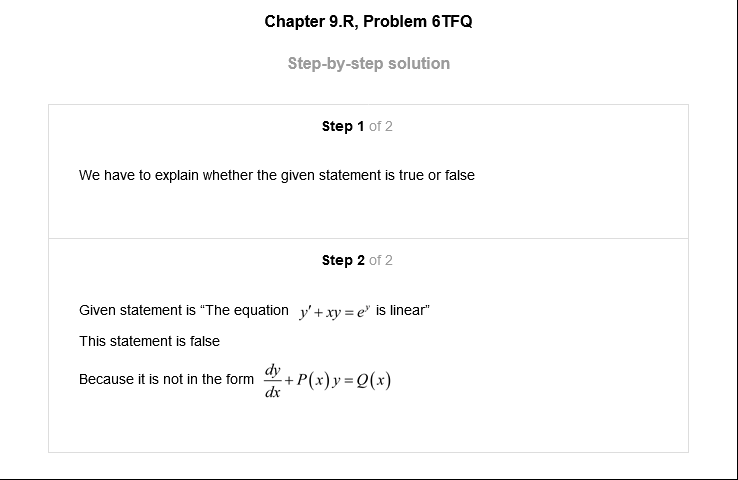 Chapter 9.R, Problem 6TFQ
Step-by-step solution
Step 1 of 2
We have to explain whether the given statement is true or false
Step 2 of 2
Given statement is “The equation y′ + xy = e^y is linear”
This statement is false
Because it is not in the form dy/dx + P(x)y = Q(x)